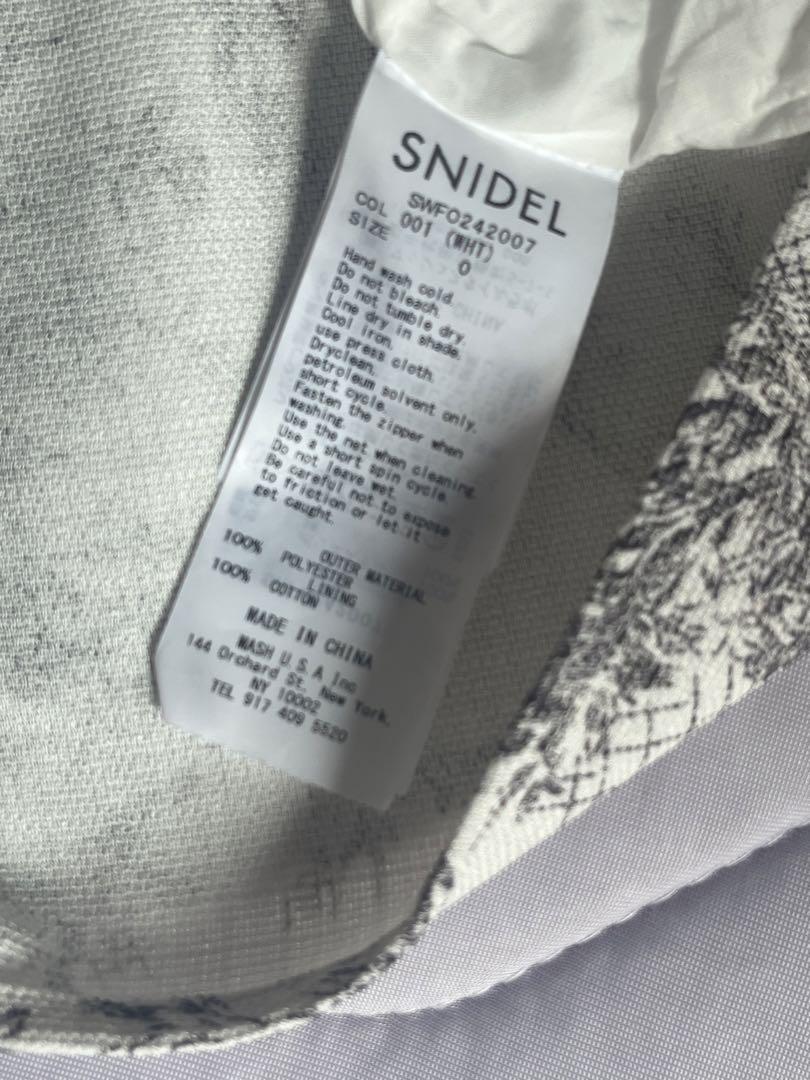 SNIDEL
SWFO242007
COL 001 (WHT)
SIZE 0
Hand wash cold.
Do not bleach.
Do not tumble dry.
Line dry in shade.
Cool iron.
use press cloth.
Dryclean.
petroleum solvent only.
short cycle.
Fasten the zipper when
washing.
Use the net when cleaning.
Use a short spin cycle.
Do not leave wet.
Be careful not to expose
to friction or let it
get caught.
OUTER MATERIAL
100% POLYESTER
LINING
100% COTTON
MADE IN CHINA
MASH U.S.A. Inc
144 Orchard St. New York.
NY 10002
TEL 917 409 5520